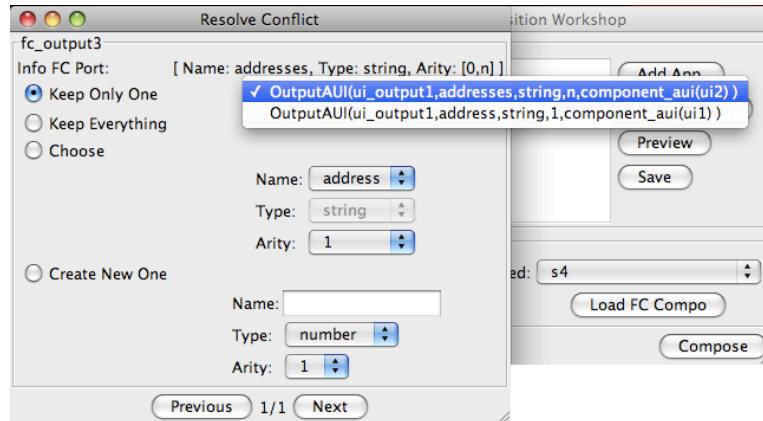 Resolve Conflict
sition Workshop
fc_output3
Info FC Port: [ Name: addresses, Type: string, Arity: [0,n] ]
Keep Only One
✓ OutputAUI(ui_output1,addresses,string,n,component_aui(ui2) )
OutputAUI(ui_output1,address,string,1,component_aui(ui1) )
Keep Everything
Choose
Name: address
Type: string
Arity: 1
Create New One
Name:
Type: number
Arity: 1
Previous 1/1 Next
Add App
Preview
Save
ed: s4
Load FC Compo
Compose